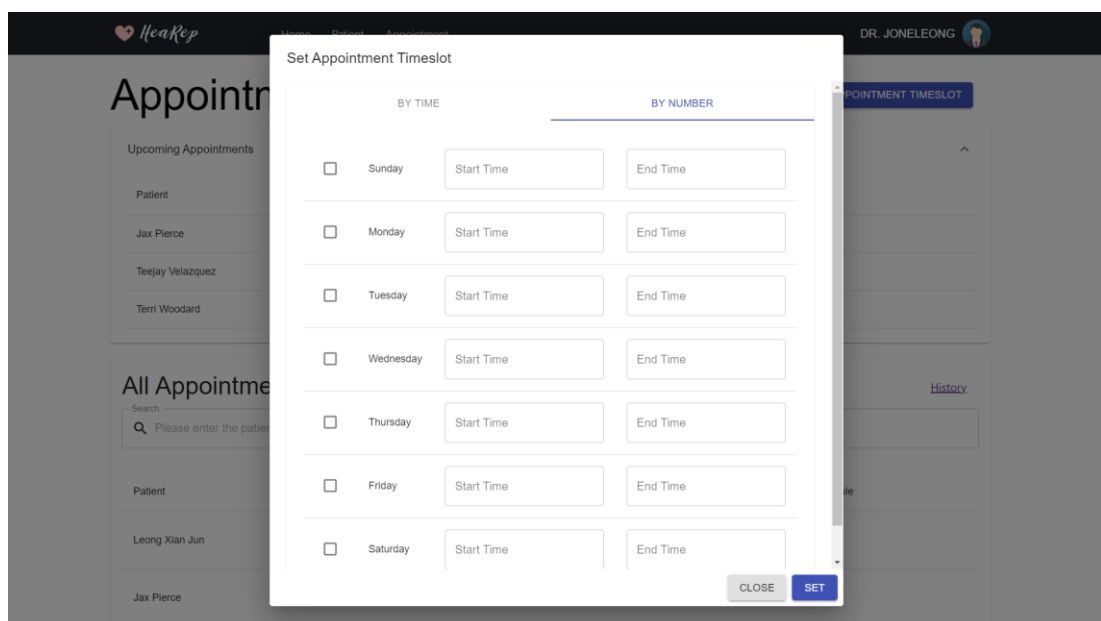 HeaRep Home Patient Appointment DR. JONELEONG
Set Appointment Timeslot
BY TIME BY NUMBER
POINTMENT TIMESLOT
Upcoming Appointments
Sunday Start Time End Time
Patient
Jax Pierce
Monday Start Time End Time
Teejay Velazquez
Tuesday Start Time End Time
Terri Woodard
Wednesday Start Time End Time
All Appointme
History
Search
Please enter the patier
Thursday Start Time End Time
Patient
Friday Start Time End Time
Leong Xian Jun
Saturday Start Time End Time
CLOSE SET
Jax Pierce